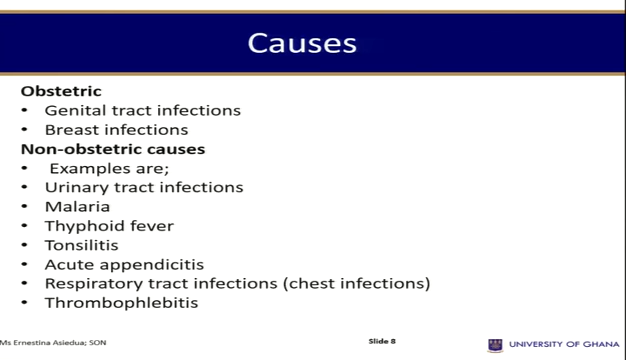 Causes
Obstetric
• Genital tract infections
• Breast infections
Non-obstetric causes
• Examples are;
• Urinary tract infections
• Malaria
• Thyphoid fever
• Tonsilitis
• Acute appendicitis
• Respiratory tract infections (chest infections)
• Thrombophlebitis
Ms Ernestina Asiedua; SON
Slide 8
UNIVERSITY OF GHANA